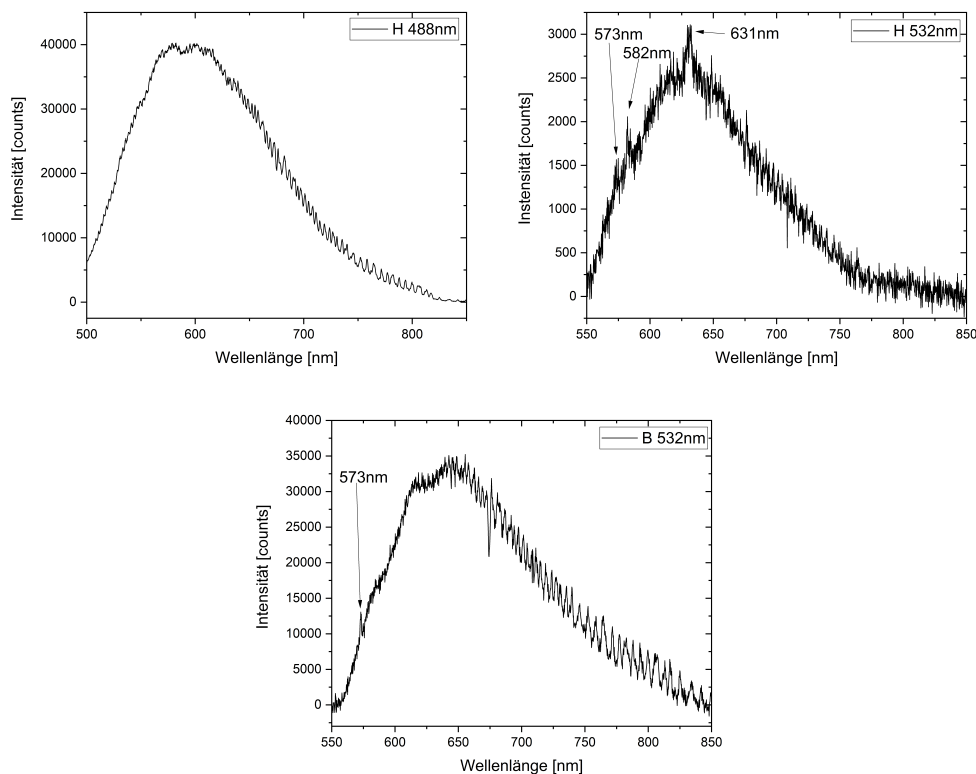 H 488nm
40000
30000
20000
10000
0
Intensität [counts]
500 600 700 800
Wellenlänge [nm]
H 532nm
573nm
582nm
631nm
3000
2500
2000
1500
1000
500
0
Instensität [counts]
550 600 650 700 750 800 850
Wellenlänge [nm]
B 532nm
573nm
40000
35000
30000
25000
20000
15000
10000
5000
0
Intensität [counts]
550 600 650 700 750 800 850
Wellenlänge [nm]